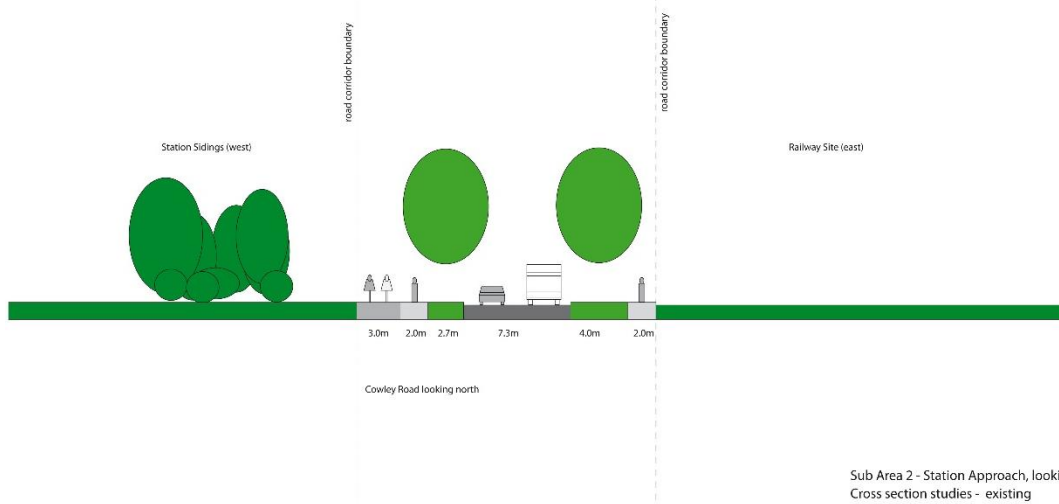 road corridor boundary
road corridor boundary
Station Sidings (west)
Railway Site (east)
3.0m
2.0m
2.7m
7.3m
4.0m
2.0m
Cowley Road looking north
Sub Area 2 - Station Approach, looki
Cross section studies - existing